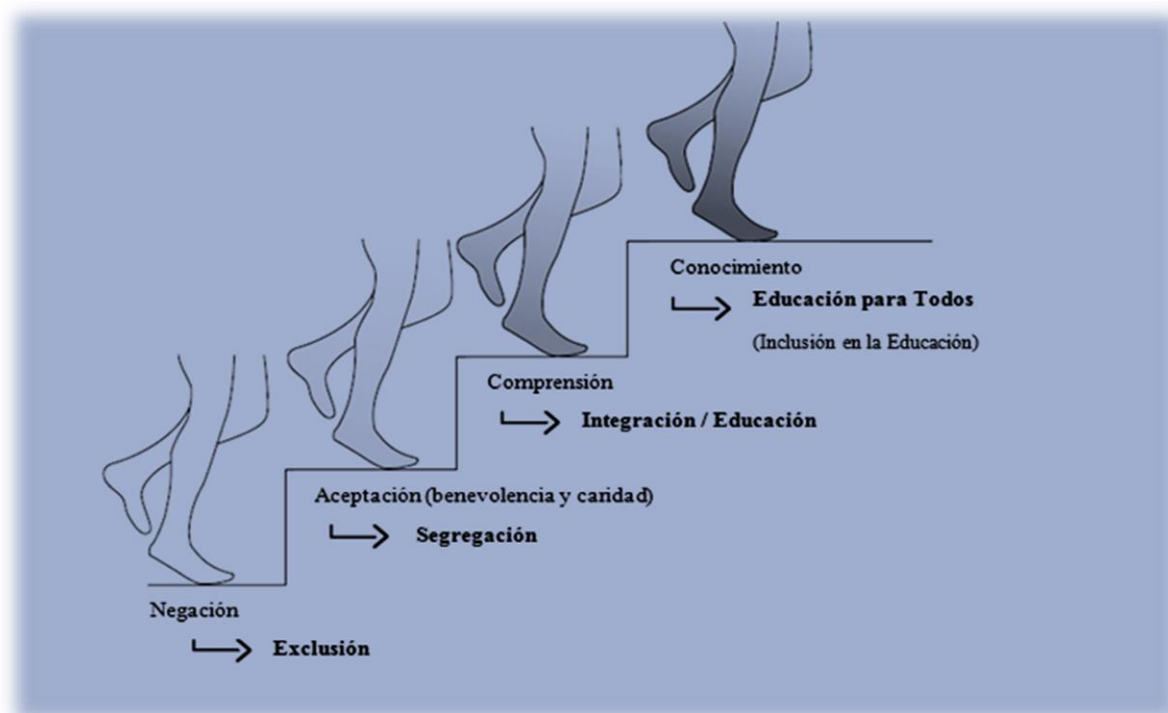 Conocimiento
Educación para Todos
(Inclusión en la Educación)
Comprensión
Integración / Educación
Aceptación (benevolencia y caridad)
Segregación
Negación
Exclusión